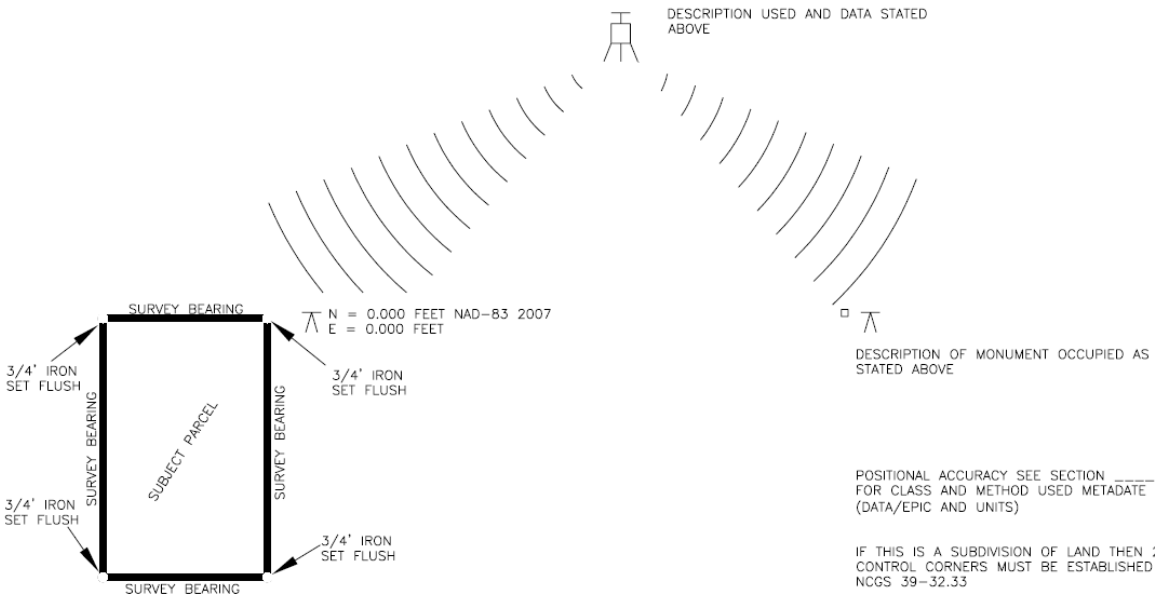 DESCRIPTION USED AND DATA STATED
ABOVE
SURVEY BEARING
N = 0.000 FEET NAD-83 2007
E = 0.000 FEET
3/4' IRON
SET FLUSH
3/4' IRON
SET FLUSH
DESCRIPTION OF MONUMENT OCCUPIED AS
STATED ABOVE
SURVEY BEARING
SUBJECT PARCEL
SURVEY BEARING
3/4' IRON
SET FLUSH
3/4' IRON
SET FLUSH
SURVEY BEARING
POSITIONAL ACCURACY SEE SECTION ____
FOR CLASS AND METHOD USED METADATE
(DATA/EPIC AND UNITS)
IF THIS IS A SUBDIVISION OF LAND THEN
CONTROL CORNERS MUST BE ESTABLISHED
NCGS 39-32.33